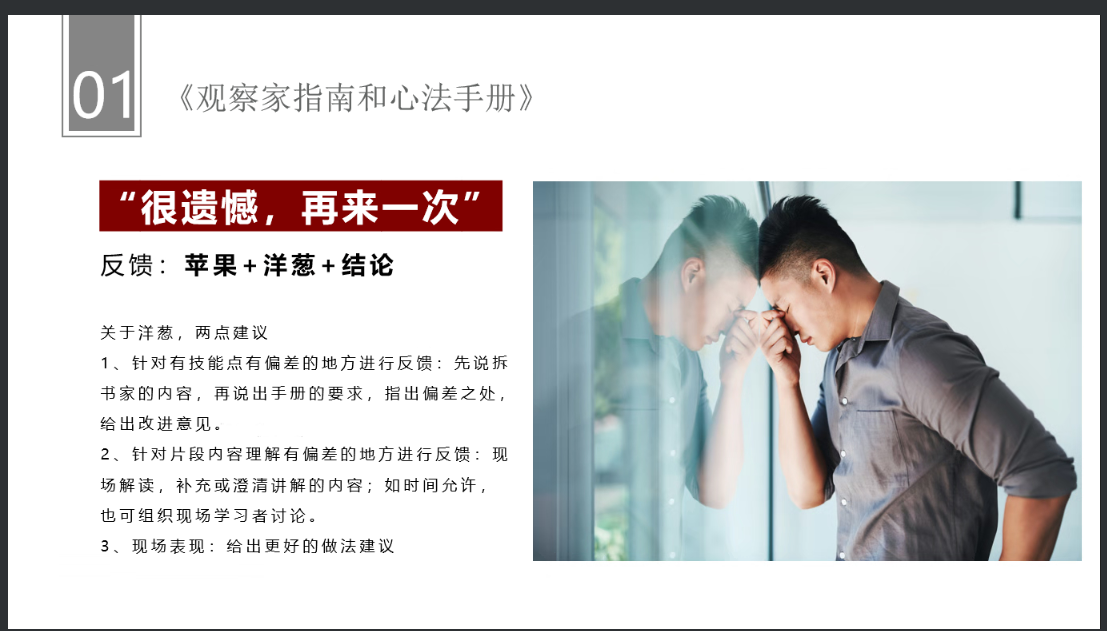 01
《观察家指南和心法手册》
“很遗憾，再来一次”
反馈：苹果+洋葱+结论
关于洋葱，两点建议
1、针对有技能点有偏差的地方进行反馈：先说拆
书家的内容，再说出手册的要求，指出偏差之处，
给出改进意见。
2、针对片段内容理解有偏差的地方进行反馈：现
场解读，补充或澄清讲解的内容；如时间允许，
也可组织现场学习者讨论。
3、现场表现：给出更好的做法建议